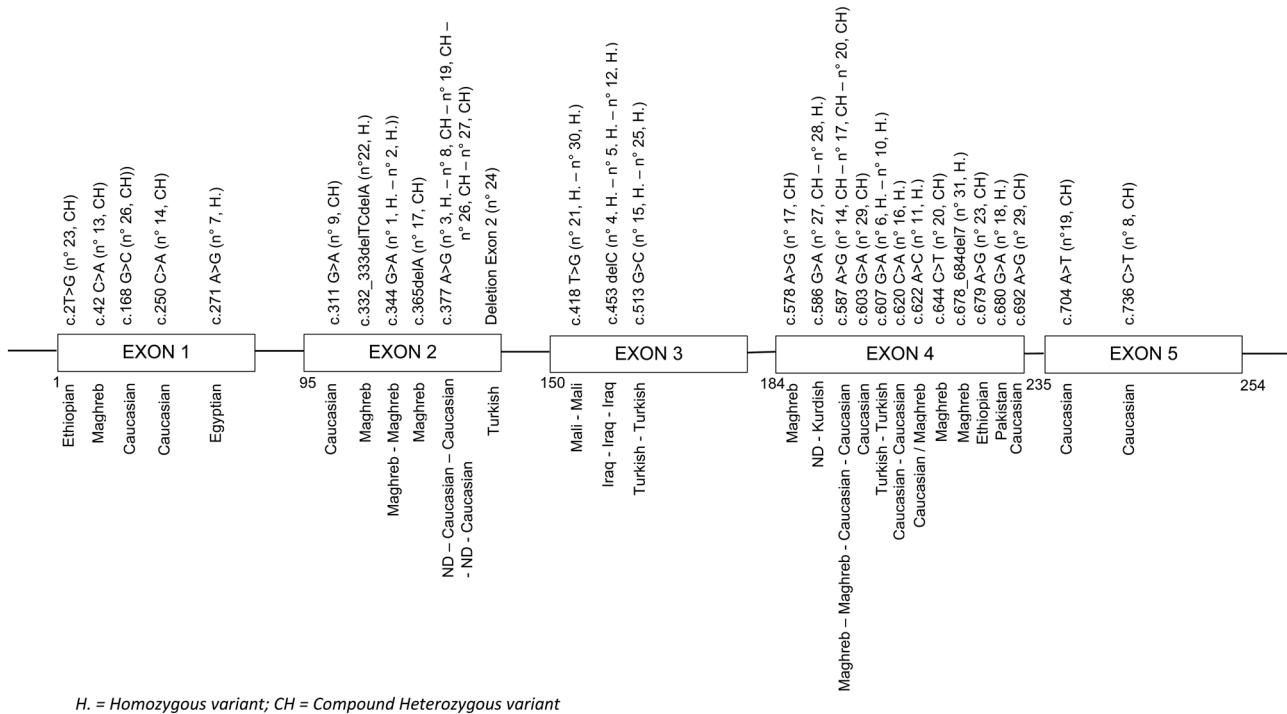 c.2T>G (n° 23, CH)
c.42 C>A (n° 13, CH)
c.168 G>C (n° 26, CH))
c.250 C>A (n° 14, CH)
c.271 A>G (n° 7, H.)
c.311 G>A (n° 9, CH)
c.332_333delTCdelA (n°22, H.)
c.344 G>A (n° 1, H. – n° 2, H.))
c.365delA (n° 17, CH)
c.377 A>G (n° 3, H. – n° 8, CH – n° 19, CH –
n° 26, CH – n° 27, CH)
Deletion Exon 2 (n° 24)
c.418 T>G (n° 21, H. – n° 30, H.)
c.453 delC (n° 4, H. – n° 5, H. – n° 12, H.)
c.513 G>C (n° 15, H. – n° 25, H.)
c.578 A>G (n° 17, CH)
c.586 G>A (n° 27, CH – n° 28, H.)
c.587 A>G (n° 14, CH – n° 17, CH – n° 20, CH)
c.603 G>A (n° 29, CH)
c.607 G>A (n° 6, H. – n° 10, H.)
c.620 C>A (n° 16, H.)
c.622 A>C (n° 11, H.)
c.644 C>T (n° 20, CH)
c.678_684del7 (n° 31, H.)
c.679 A>G (n° 23, CH)
c.680 G>A (n° 18, H.)
c.692 A>G (n° 29, CH)
c.704 A>T (n°19, CH)
c.736 C>T (n° 8, CH)
EXON 1
EXON 2
EXON 3
EXON 4
EXON 5
1
95
150
184
235
254
Ethiopian
Maghreb
Caucasian
Caucasian
Egyptian
Caucasian
Maghreb
Maghreb - Maghreb
Maghreb
ND – Caucasian – Caucasian
- ND - Caucasian
Turkish
Mali - Mali
Iraq - Iraq - Iraq
Turkish - Turkish
Maghreb
ND - Kurdish
Maghreb – Maghreb - Caucasian - Caucasian
Caucasian
Turkish - Turkish
Caucasian - Caucasian
Caucasian / Maghreb
Maghreb
Maghreb
Ethiopian
Pakistan
Caucasian
Caucasian
Caucasian
H. = Homozygous variant; CH = Compound Heterozygous variant